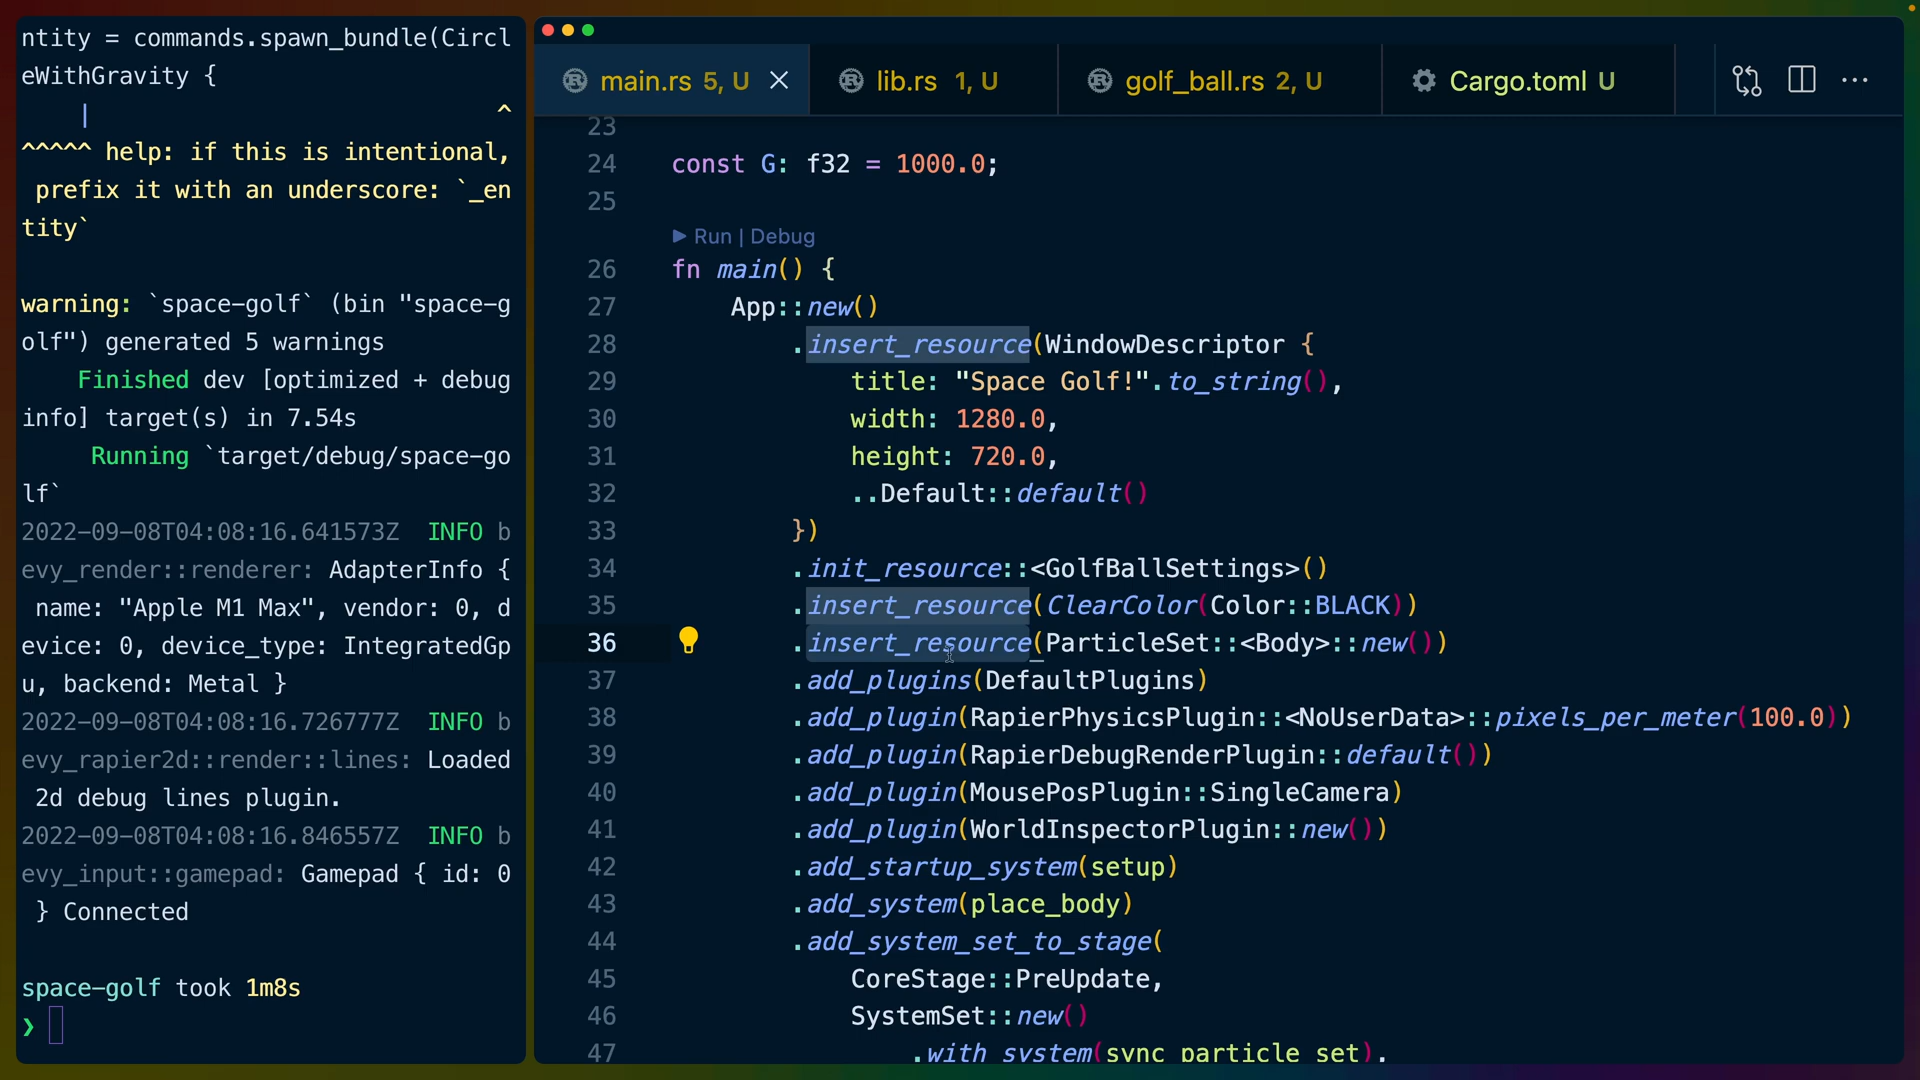 ntity = commands.spawn_bundle(Circl
eWithGravity {
|                              ^
^^^^^ help: if this is intentional,
prefix it with an underscore: `_en
tity`
warning: `space-golf` (bin "space-g
olf") generated 5 warnings
Finished dev [optimized + debug
info] target(s) in 7.54s
Running `target/debug/space-go
lf`
2022-09-08T04:08:16.641573Z  INFO b
evy_render::renderer: AdapterInfo {
name: "Apple M1 Max", vendor: 0, d
evice: 0, device_type: IntegratedGp
u, backend: Metal }
2022-09-08T04:08:16.726777Z  INFO b
evy_rapier2d::render::lines: Loaded
2d debug lines plugin.
2022-09-08T04:08:16.846557Z  INFO b
evy_input::gamepad: Gamepad { id: 0
} Connected
space-golf took 1m8s
❯
main.rs 5, U
lib.rs 1, U
golf_ball.rs 2, U
Cargo.toml U
23
24 const G: f32 = 1000.0;
25
▶ Run | Debug
26 fn main() {
27 App::new()
28 .insert_resource(WindowDescriptor {
29 title: "Space Golf!".to_string(),
30 width: 1280.0,
31 height: 720.0,
32 ..Default::default()
33 })
34 .init_resource::<GolfBallSettings>()
35 .insert_resource(ClearColor(Color::BLACK))
36 .insert_resource(ParticleSet::<Body>::new())
37 .add_plugins(DefaultPlugins)
38 .add_plugin(RapierPhysicsPlugin::<NoUserData>::pixels_per_meter(100.0))
39 .add_plugin(RapierDebugRenderPlugin::default())
40 .add_plugin(MousePosPlugin::SingleCamera)
41 .add_plugin(WorldInspectorPlugin::new())
42 .add_startup_system(setup)
43 .add_system(place_body)
44 .add_system_set_to_stage(
45 CoreStage::PreUpdate,
46 SystemSet::new()
47 .with_system(sync_particle_set),